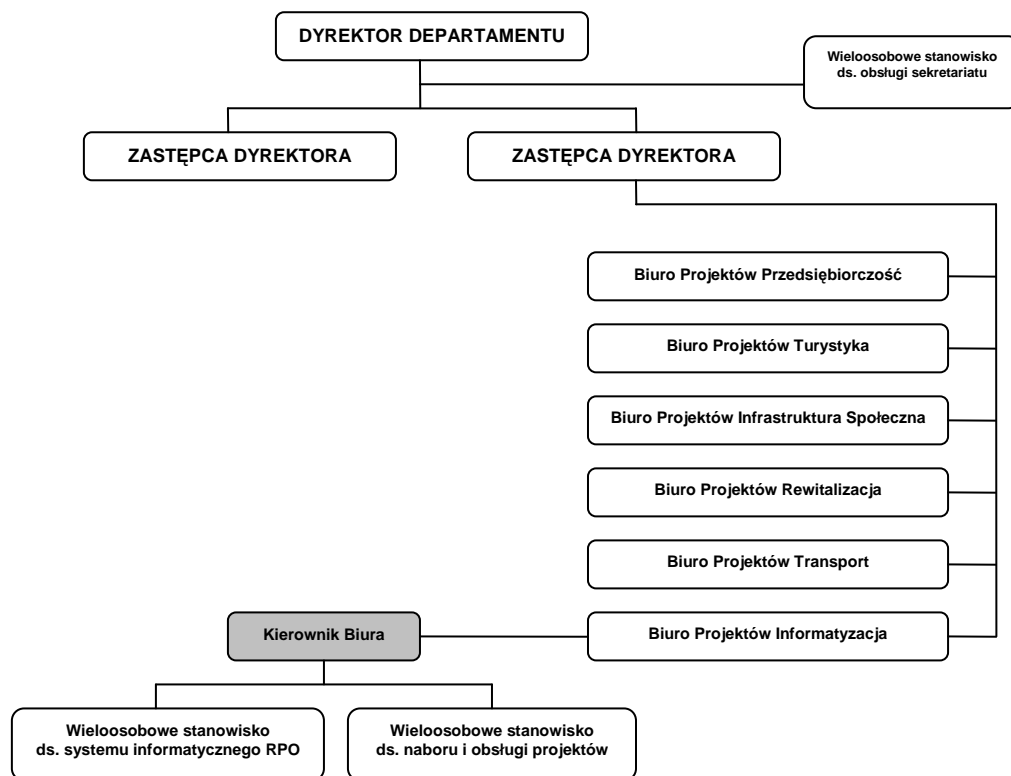 DYREKTOR DEPARTAMENTU
Wieloosobowe stanowisko
ds. obsługi sekretariatu
ZASTĘPCA DYREKTORA
ZASTĘPCA DYREKTORA
Biuro Projektów Przedsiębiorczość
Biuro Projektów Turystyka
Biuro Projektów Infrastruktura Społeczna
Biuro Projektów Rewitalizacja
Biuro Projektów Transport
Kierownik Biura
Biuro Projektów Informatyzacja
Wieloosobowe stanowisko
ds. systemu informatycznego RPO
Wieloosobowe stanowisko
ds. naboru i obsługi projektów